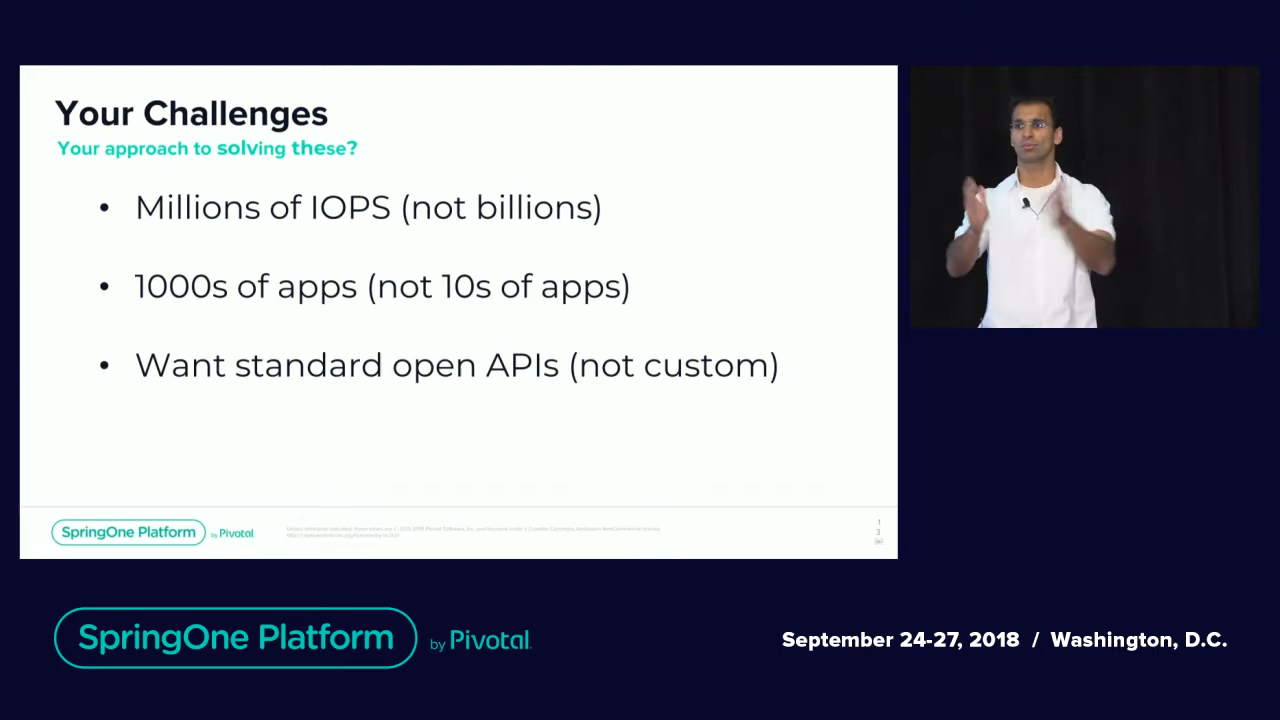 Your Challenges
Your approach to solving these?
• Millions of IOPS (not billions)
• 1000s of apps (not 10s of apps)
• Want standard open APIs (not custom)
SpringOne Platform by Pivotal
1
3
SpringOne Platform by Pivotal.
September 24-27, 2018 / Washington, D.C.